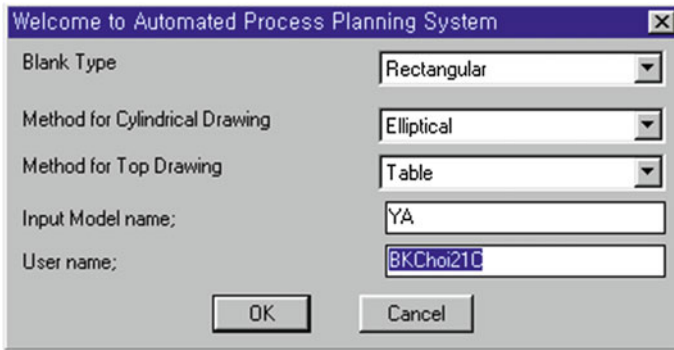 Welcome to Automated Process Planning System
Blank Type Rectangular
Method for Cylindrical Drawing Elliptical
Method for Top Drawing Table
Input Model name; YA
User name; BKChoi21C
OK Cancel